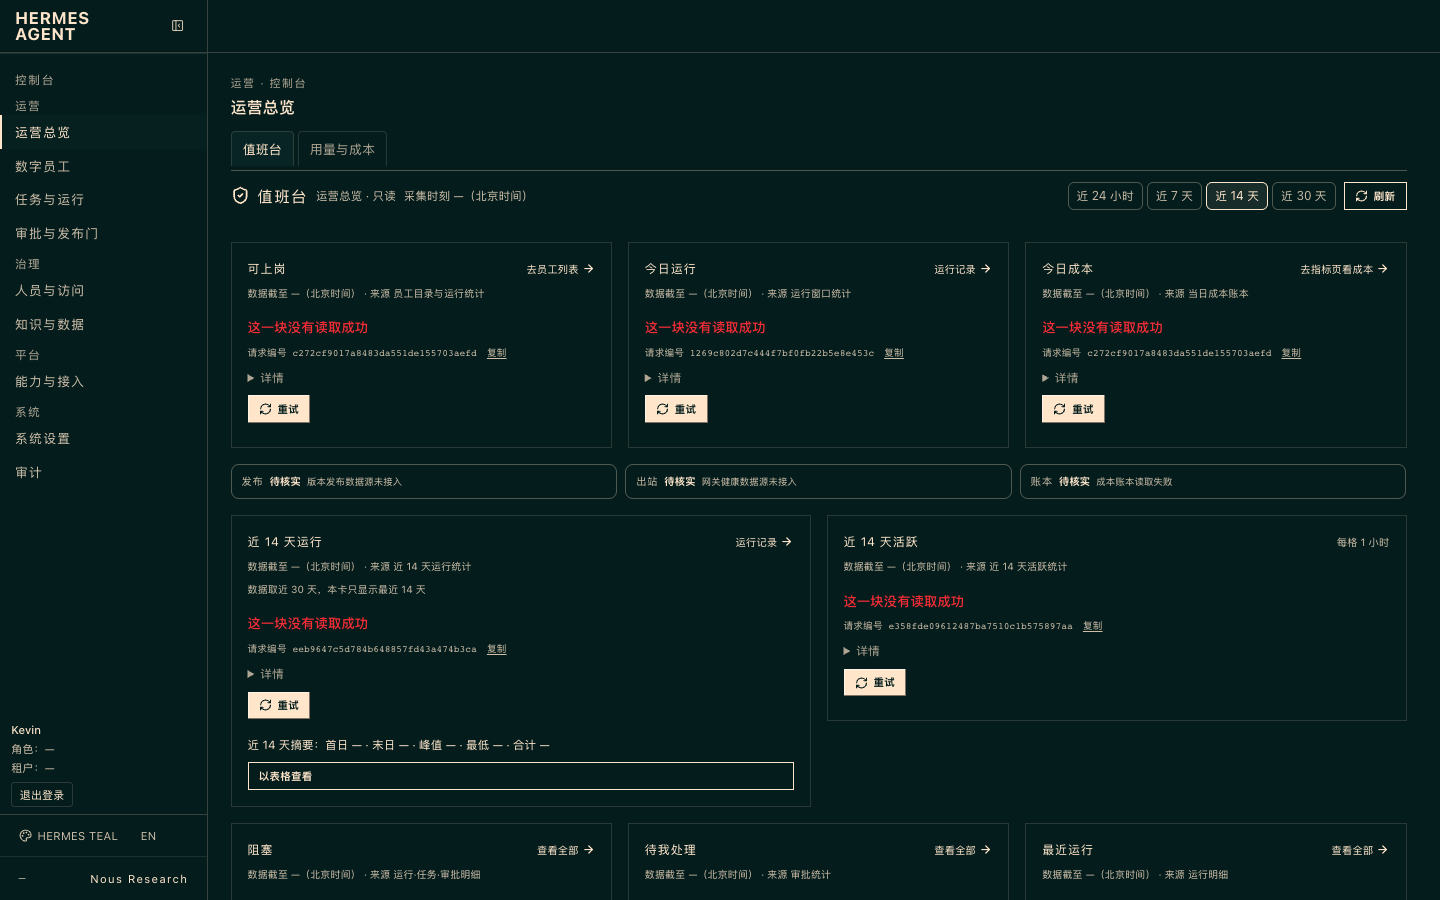 HERMES
AGENT
控制台
运营
运营总览
数字员工
任务与运行
审批与发布门
治理
人员与访问
知识与数据
平台
能力与接入
系统
系统设置
审计
Kevin
角色：—
租户：—
退出登录
HERMES TEAL EN
— Nous Research
运营 · 控制台
运营总览
值班台 用量与成本
值班台 运营总览 · 只读 采集时刻 —（北京时间） 近 24 小时 近 7 天 近 14 天 近 30 天 刷新
可上岗 去员工列表 →
数据截至 —（北京时间） · 来源 员工目录与运行统计
这一块没有读取成功
请求编号 c272cf9017a8483da551de155703aefd 复制
▶ 详情
重试
今日运行 运行记录 →
数据截至 —（北京时间） · 来源 运行窗口统计
这一块没有读取成功
请求编号 1269c802d7c444f7bf0fb22b5e8e453c 复制
▶ 详情
重试
今日成本 去指标页看成本 →
数据截至 —（北京时间） · 来源 当日成本账本
这一块没有读取成功
请求编号 c272cf9017a8483da551de155703aefd 复制
▶ 详情
重试
发布 待核实 版本发布数据源未接入
出站 待核实 网关健康数据源未接入
账本 待核实 成本账本读取失败
近 14 天运行 运行记录 →
数据截至 —（北京时间） · 来源 近 14 天运行统计
数据取近 30 天，本卡只显示最近 14 天
这一块没有读取成功
请求编号 eeb9647c5d784b648857fd43a474b3ca 复制
▶ 详情
重试
近 14 天摘要：首日 — · 末日 — · 峰值 — · 最低 — · 合计 —
以表格查看
近 14 天活跃 每格 1 小时
数据截至 —（北京时间） · 来源 近 14 天活跃统计
这一块没有读取成功
请求编号 e358fde09612487ba7510c1b575897aa 复制
▶ 详情
重试
阻塞 查看全部 →
数据截至 —（北京时间） · 来源 运行·任务·审批明细
待我处理 查看全部 →
数据截至 —（北京时间） · 来源 审批统计
最近运行 查看全部 →
数据截至 —（北京时间） · 来源 运行明细